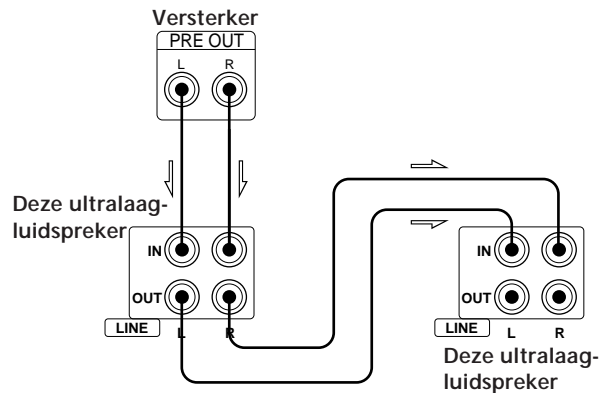 Versterker
PRE OUT
L R
Deze ultralaag-
luidspreker
IN
OUT
LINE L R
IN
OUT
LINE L R
Deze ultralaag-
luidspreker